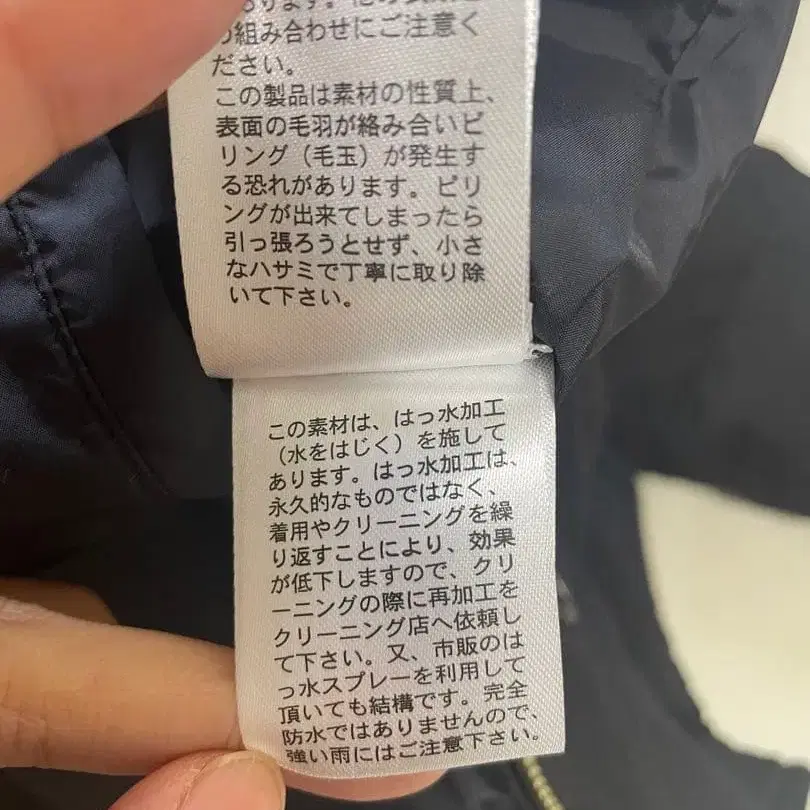 の組み合わせにご注意く
ださい。
この製品は素材の性質上、
表面の毛羽が絡み合いピ
リング（毛玉）が発生す
る恐れがあります。ピリ
ングが出来てしまったら
引っ張ろうとせず、小さ
なハサミで丁寧に取り除
いて下さい。
この素材は、はっ水加工
（水をはじく）を施して
あります。はっ水加工は、
永久的なものではなく、
着用やクリーニングを繰
り返すことにより、効果
が低下しますので、クリ
ーニングの際に再加工を
クリーニング店へ依頼し
て下さい。又、市販のは
っ水スプレーを利用して
頂いても結構です。完全
防水ではありませんので、
強い雨にはご注意下さい。